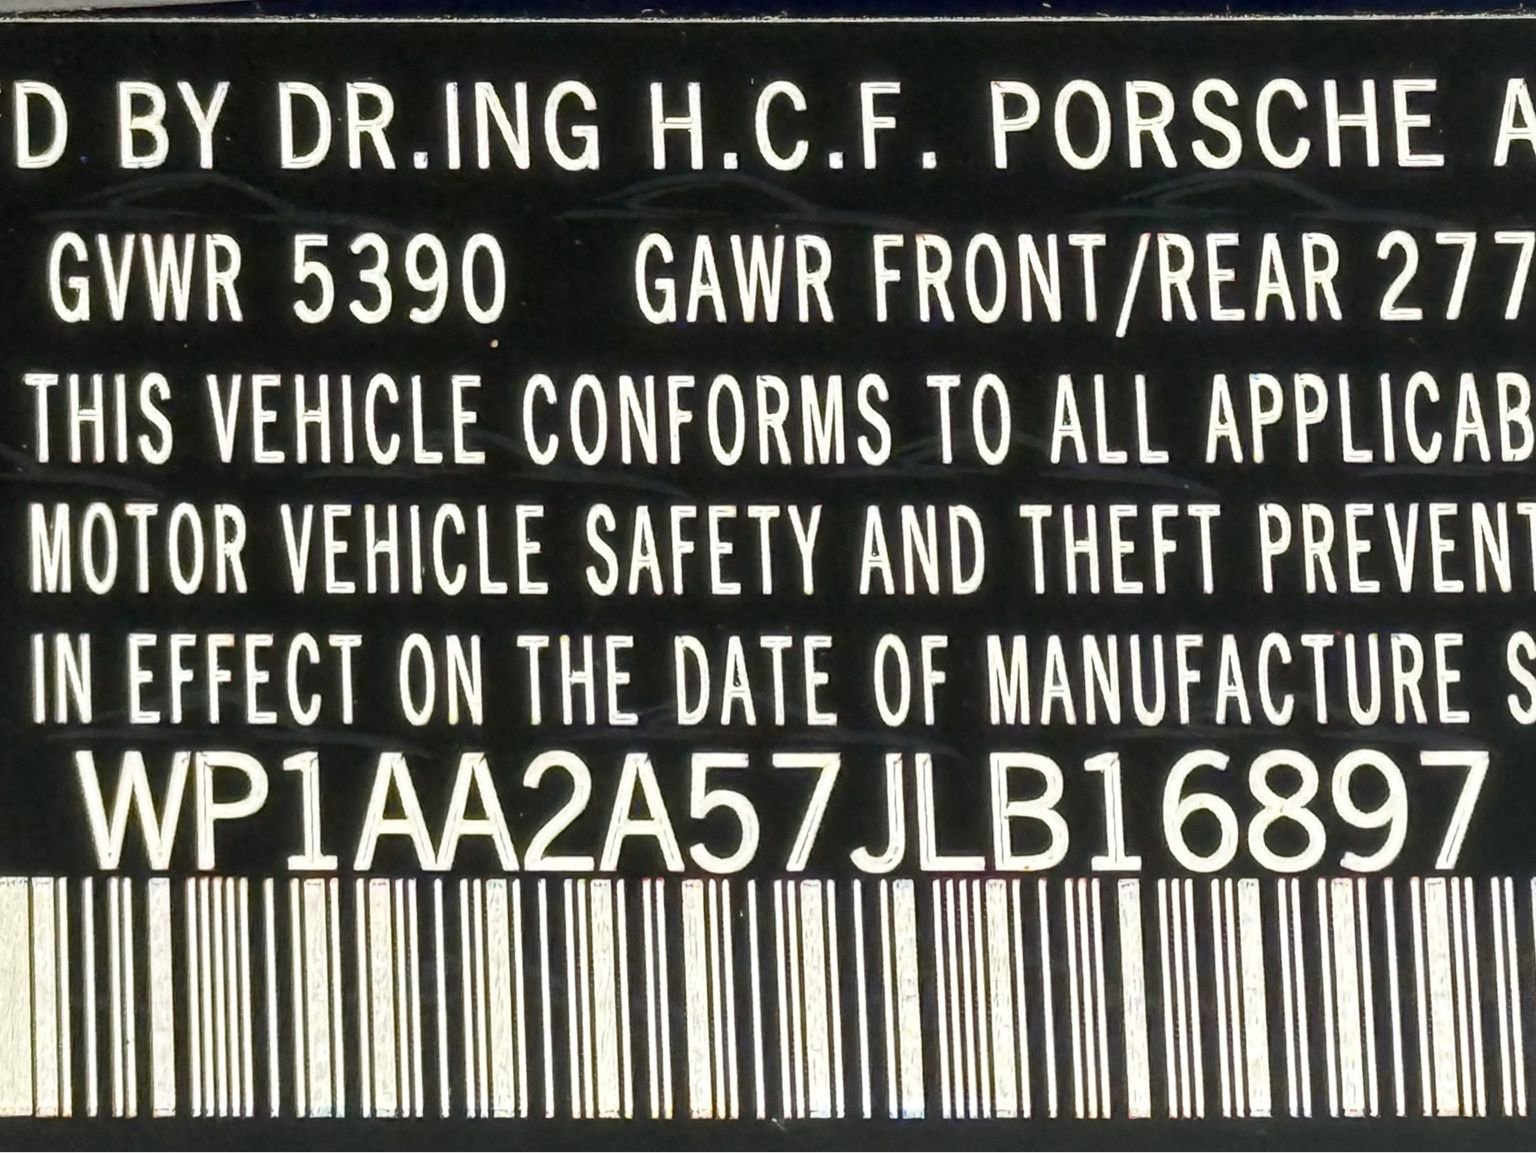 'D BY DR.ING H.C.F. PORSCHE A
GVWR 5390 GAWR FRONT/REAR 277
THIS VEHICLE CONFORMS TO ALL APPLICAB
MOTOR VEHICLE SAFETY AND THEFT PREVENT
IN EFFECT ON THE DATE OF MANUFACTURE S
WP1AA2A57JLB16897